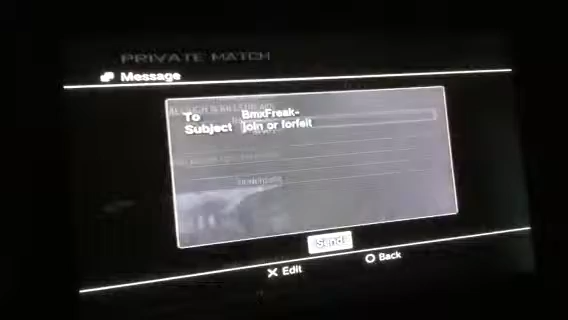 PRIVATE MATCH
Message
To BmxFreak-
Subject join or forfeit
Send
X Edit
O Back